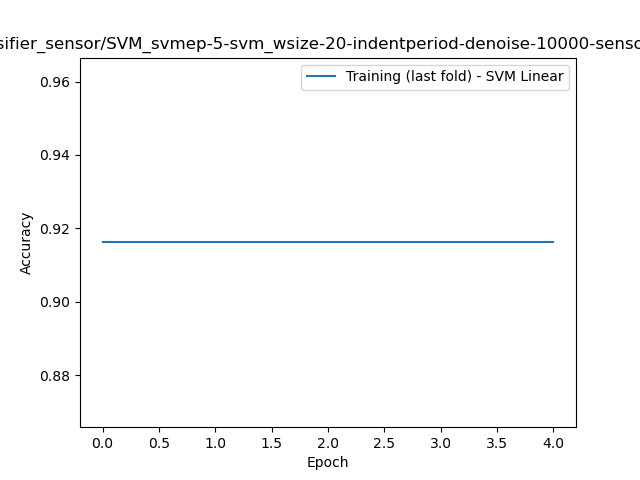 sifier_sensor/SVM_svmep-5-svm_wsize-20-indentperiod-denoise-10000-senso
Training (last fold) - SVM Linear
0.96
0.94
0.92
0.90
0.88
Accuracy
0.0 0.5 1.0 1.5 2.0 2.5 3.0 3.5 4.0
Epoch